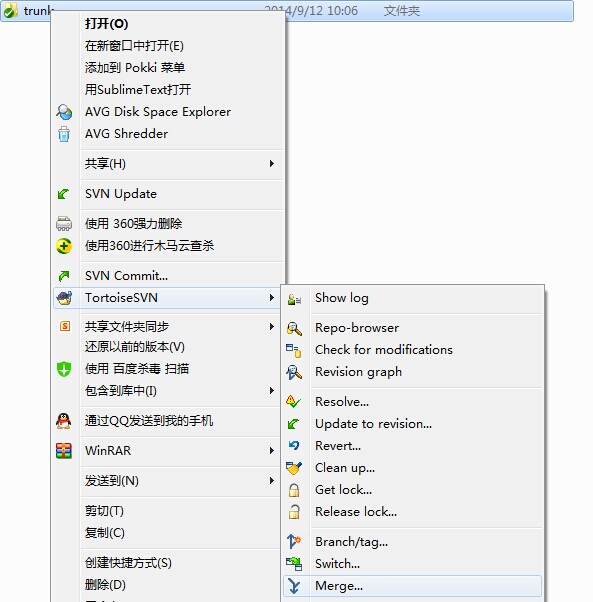 trunk 2014/9/12 10:06 文件夹
打开(O)
在新窗口中打开(E)
添加到 Pokki 菜单
用SublimeText打开
AVG Disk Space Explorer
AVG Shredder
共享(H)
SVN Update
使用 360强力删除
使用360进行木马云查杀
SVN Commit...
TortoiseSVN
共享文件夹同步
还原以前的版本(V)
使用 百度杀毒 扫描
包含到库中(I)
通过QQ发送到我的手机
WinRAR
发送到(N)
剪切(T)
复制(C)
创建快捷方式(S)
删除(D)
Show log
Repo-browser
Check for modifications
Revision graph
Resolve...
Update to revision...
Revert...
Clean up...
Get lock...
Release lock...
Branch/tag...
Switch...
Merge...